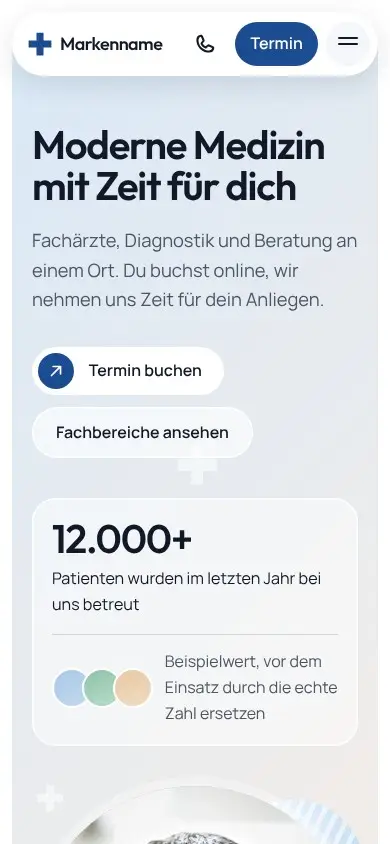 Markenname
Termin
Moderne Medizin
mit Zeit für dich
Fachärzte, Diagnostik und Beratung an
einem Ort. Du buchst online, wir
nehmen uns Zeit für dein Anliegen.
Termin buchen
Fachbereiche ansehen
12.000+
Patienten wurden im letzten Jahr bei
uns betreut
Beispielwert, vor dem
Einsatz durch die echte
Zahl ersetzen